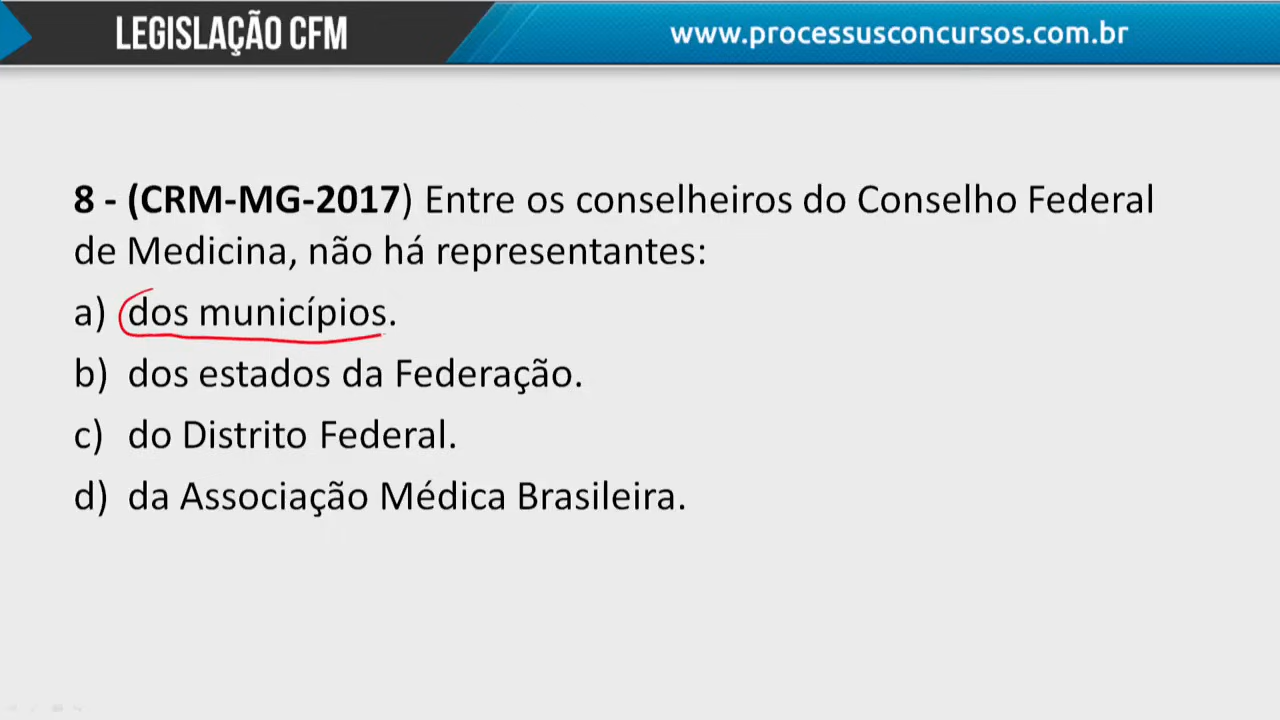 LEGISLAÇÃO CFM
www.processusconcursos.com.br
8 - (CRM-MG-2017) Entre os conselheiros do Conselho Federal
de Medicina, não há representantes:
a) dos municípios.
b) dos estados da Federação.
c) do Distrito Federal.
d) da Associação Médica Brasileira.